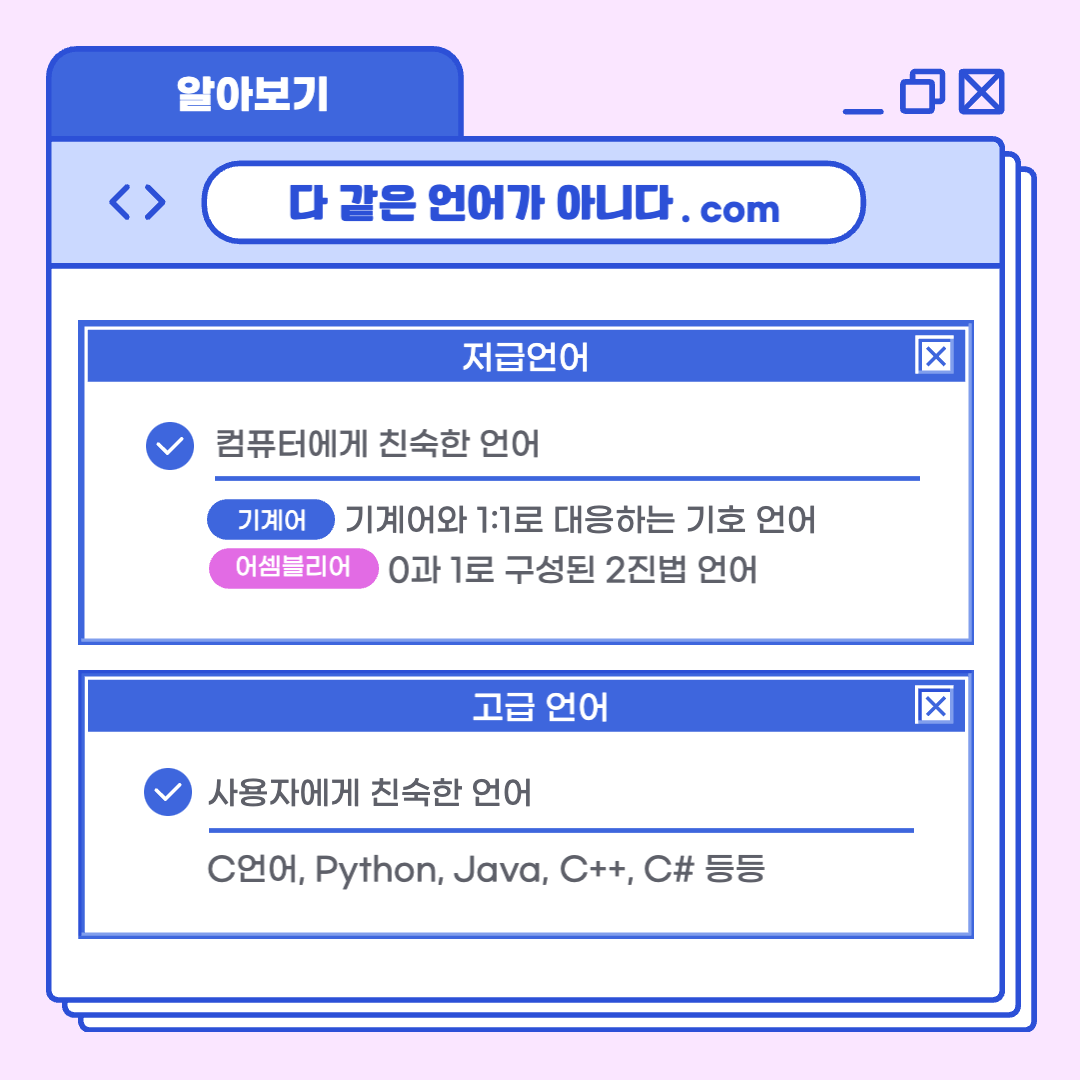 알아보기
다 같은 언어가 아니다.com
저급언어
컴퓨터에게 친숙한 언어
기계어 기계어와 1:1로 대응하는 기호 언어
어셈블리어 0과 1로 구성된 2진법 언어
고급 언어
사용자에게 친숙한 언어
C언어, Python, Java, C++, C# 등등